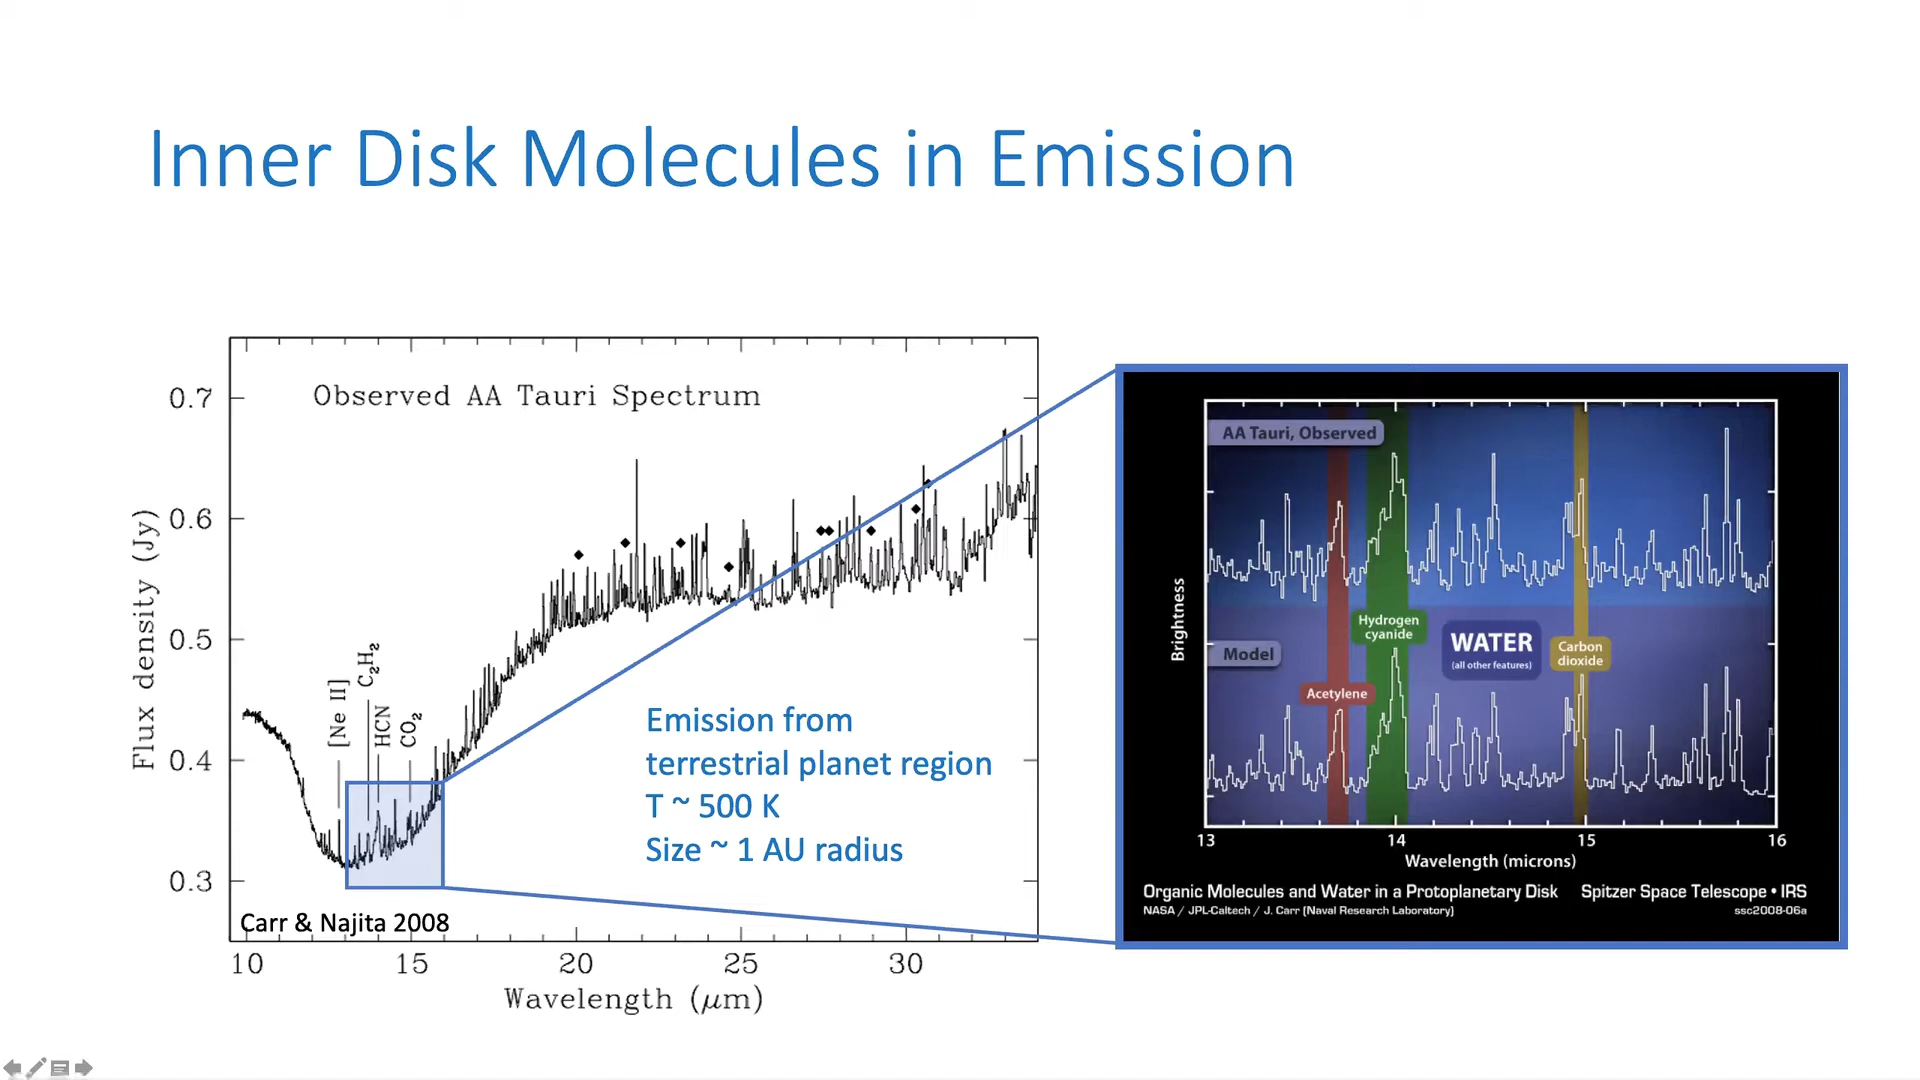 Inner Disk Molecules in Emission
Observed AA Tauri Spectrum
0.7
0.6
0.5
0.4
0.3
Flux density (Jy)
[Ne II]
C₂H₂
HCN
CO₂
Emission from
terrestrial planet region
T ~ 500 K
Size ~ 1 AU radius
Carr & Najita 2008
10 15 20 25 30
Wavelength (μm)
AA Tauri, Observed
Hydrogen
cyanide
WATER
(all other features)
Carbon
dioxide
Model
Acetylene
Brightness
13 14 15 16
Wavelength (microns)
Organic Molecules and Water in a Protoplanetary Disk Spitzer Space Telescope • IRS
NASA / JPL-Caltech / J. Carr (Naval Research Laboratory) ssc2008-06a